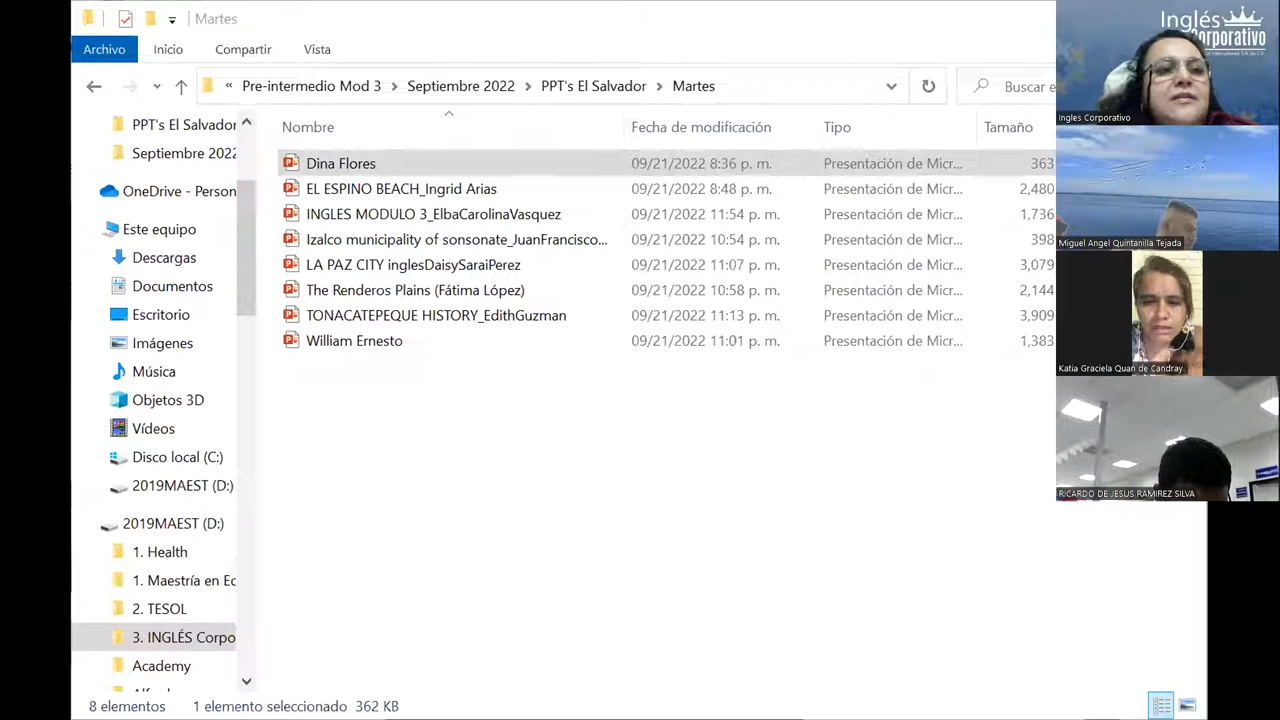 Martes
Archivo Inicio Compartir Vista
« Pre-intermedio Mod 3 > Septiembre 2022 > PPT's El Salvador > Martes
Buscar e
PPT's El Salvador
Septiembre 2022
OneDrive - Person
Este equipo
Descargas
Documentos
Escritorio
Imágenes
Música
Objetos 3D
Vídeos
Disco local (C:)
2019MAEST (D:)
2019MAEST (D:)
1. Health
1. Maestría en Ec
2. TESOL
3. INGLÉS Corpo
Academy
Nombre Fecha de modificación Tipo Tamaño
Dina Flores 09/21/2022 8:36 p. m. Presentación de Micr... 363
EL ESPINO BEACH_Ingrid Arias 09/21/2022 8:48 p. m. Presentación de Micr... 2,480
INGLES MODULO 3_ElbaCarolinaVasquez 09/21/2022 11:54 p. m. Presentación de Micr... 1,736
Izalco municipality of sonsonate_JuanFrancisco... 09/21/2022 10:54 p. m. Presentación de Micr... 398
LA PAZ CITY inglesDaisySaraiPerez 09/21/2022 11:07 p. m. Presentación de Micr... 3,079
The Renderos Plains (Fátima López) 09/21/2022 10:58 p. m. Presentación de Micr... 2,144
TONACATEPEQUE HISTORY_EdithGuzman 09/21/2022 11:13 p. m. Presentación de Micr... 3,909
William Ernesto 09/21/2022 11:01 p. m. Presentación de Micr... 1,383
8 elementos 1 elemento seleccionado 362 KB
Inglés
Corporativo
Ingles Corporativo
Miguel Angel Quintanilla Tejada
Katia Graciela Quan de Candray
RICARDO DE JESUS RAMIREZ SILVA